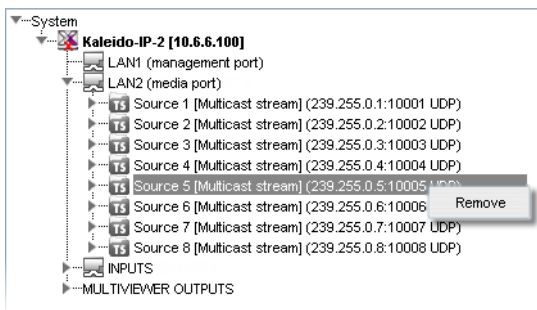 System
Kaleido-IP-2 [10.6.6.100]
LAN1 (management port)
LAN2 (media port)
TS Source 1 [Multicast stream] (239.255.0.1:10001 UDP)
TS Source 2 [Multicast stream] (239.255.0.2:10002 UDP)
TS Source 3 [Multicast stream] (239.255.0.3:10003 UDP)
TS Source 4 [Multicast stream] (239.255.0.4:10004 UDP)
TS Source 5 [Multicast stream] (239.255.0.5:10005 UDP)
TS Source 6 [Multicast stream] (239.255.0.6:10006
Remove
TS Source 7 [Multicast stream] (239.255.0.7:10007 UDP)
TS Source 8 [Multicast stream] (239.255.0.8:10008 UDP)
INPUTS
MULTIVIEWER OUTPUTS